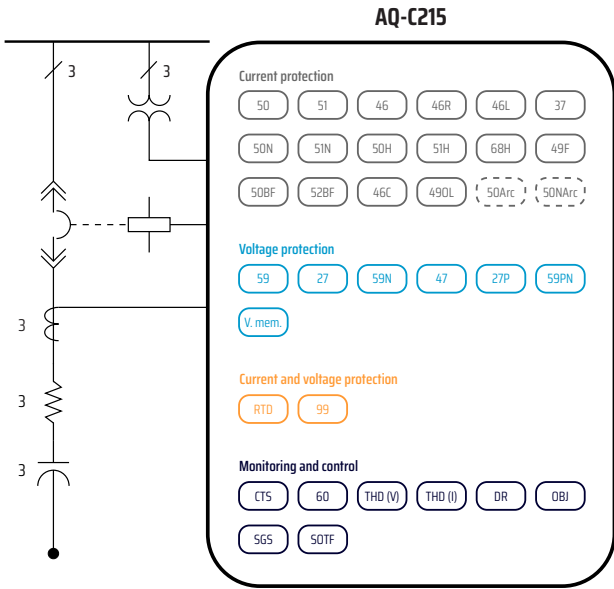 AQ-C215
3
3
Current protection
50 51 46 46R 46L 37
50N 51N 50H 51H 68H 49F
50BF 52BF 46C 49OL 50Arc 50NArc
Voltage protection
59 27 59N 47 27P 59PN
V. mem.
3
Current and voltage protection
3
RTD 99
Monitoring and control
3
CTS 60 THD (V) THD (I) DR OBJ
SGS SOTF